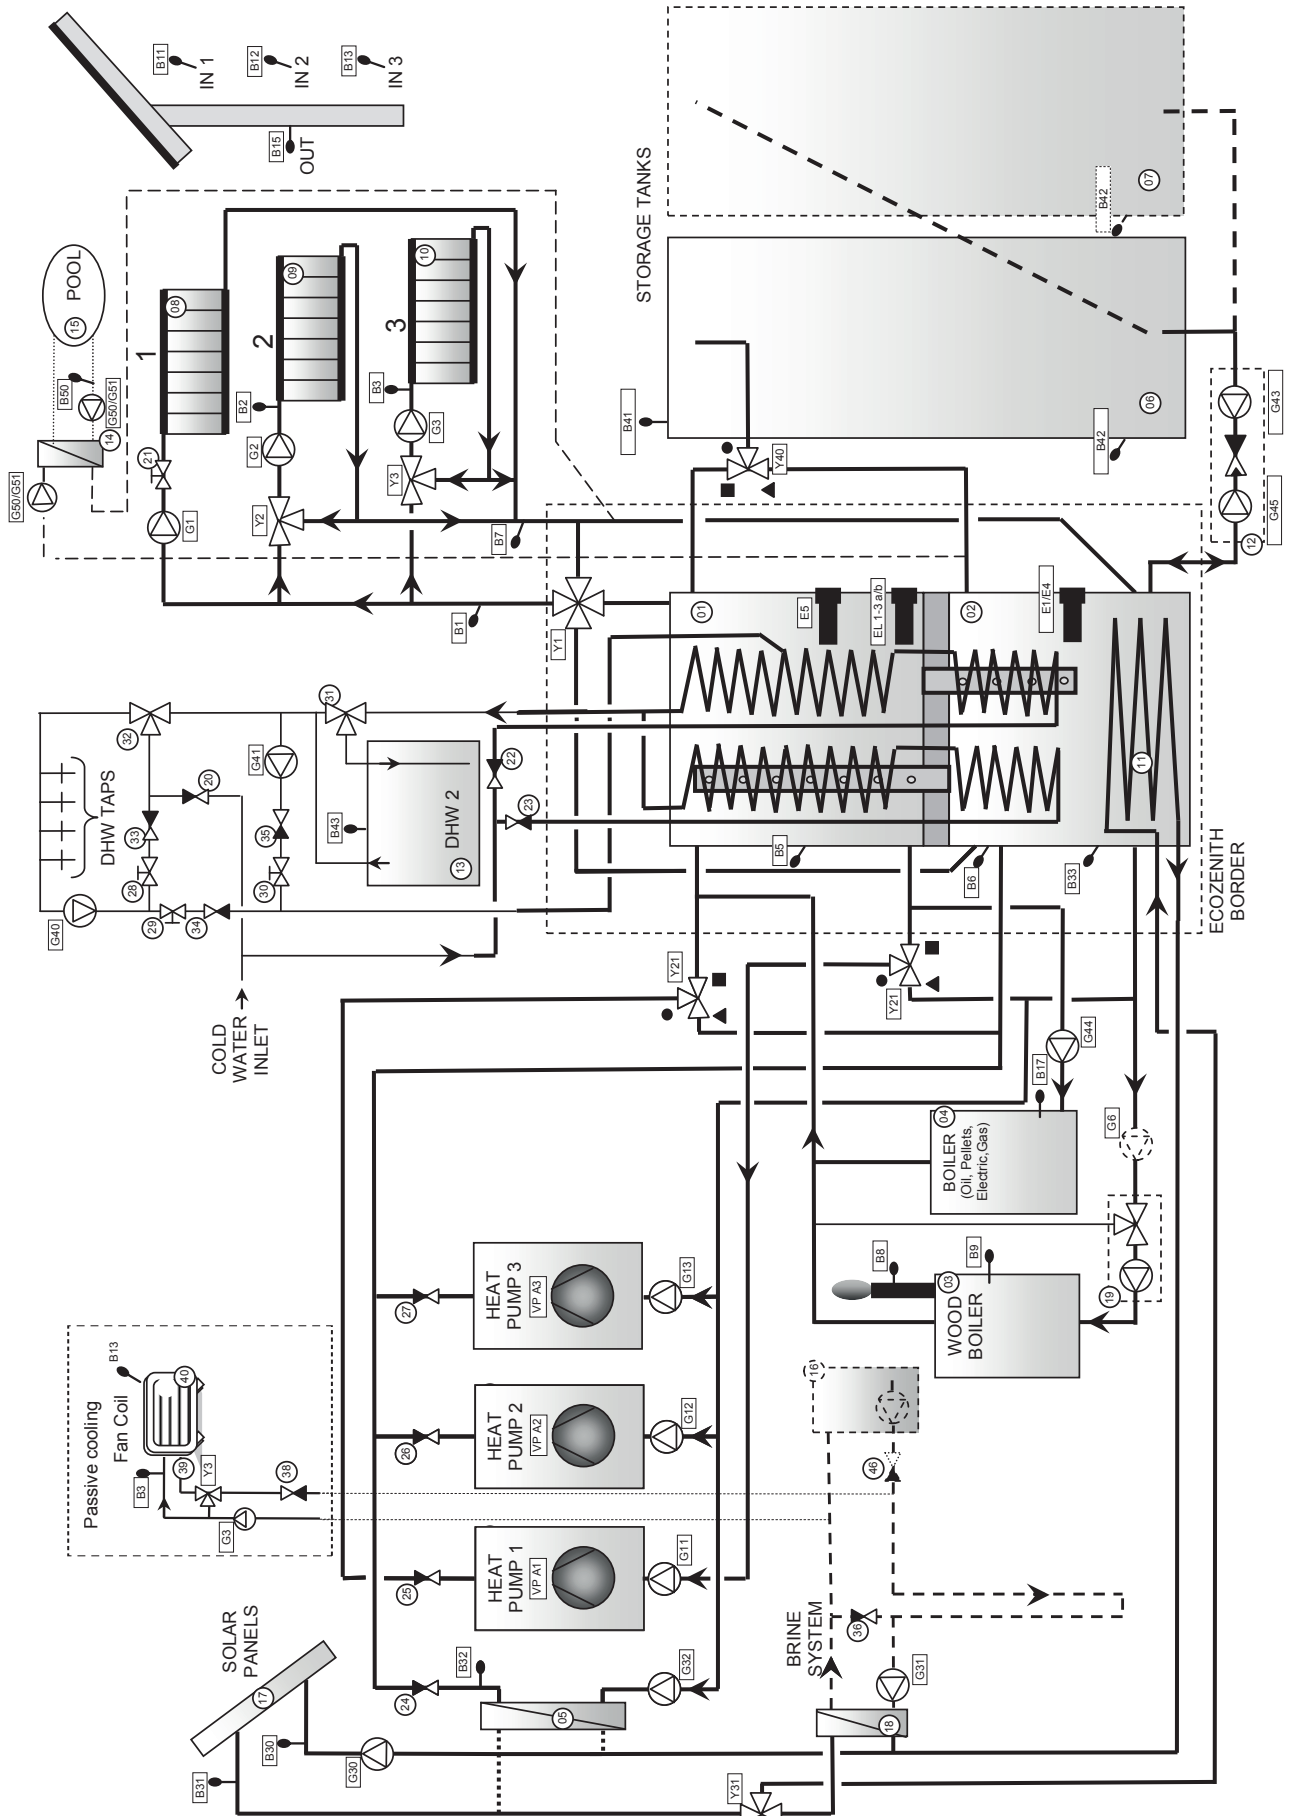 SOLAR
PANELS
17
B31
B30
G30
Passive cooling
Fan Coil
B13
40
39
B3
Y3
G3
38
POOL
15
B50
G50/G51
G50/G51
14
B11
IN 1
B12
IN 2
B13
IN 3
B15
OUT
DHW TAPS
G40
32
33
28
20
29
34
35
30
G41
31
COLD
WATER
INLET
B43
DHW 2
13
22
23
1
08
21
G1
2
09
B2
G2
Y2
3
10
B3
G3
Y3
B7
B1
Y1
24
25
26
27
B32
05
G32
HEAT
PUMP 1
VP A1
G11
HEAT
PUMP 2
VP A2
G12
HEAT
PUMP 3
VP A3
G13
Y21
Y21
STORAGE TANKS
B41
06
B42
07
B42
Y40
01
E5
EL 1-3 a/b
02
E1/E4
11
B5
B6
B33
ECOZENITH
BORDER
12
G45
G43
BRINE
SYSTEM
36
18
G31
Y31
16
46
WOOD
BOILER
03
B8
B9
BOILER
(Oil, Pellets,
Electric,Gas)
04
B17
G44
G6
19